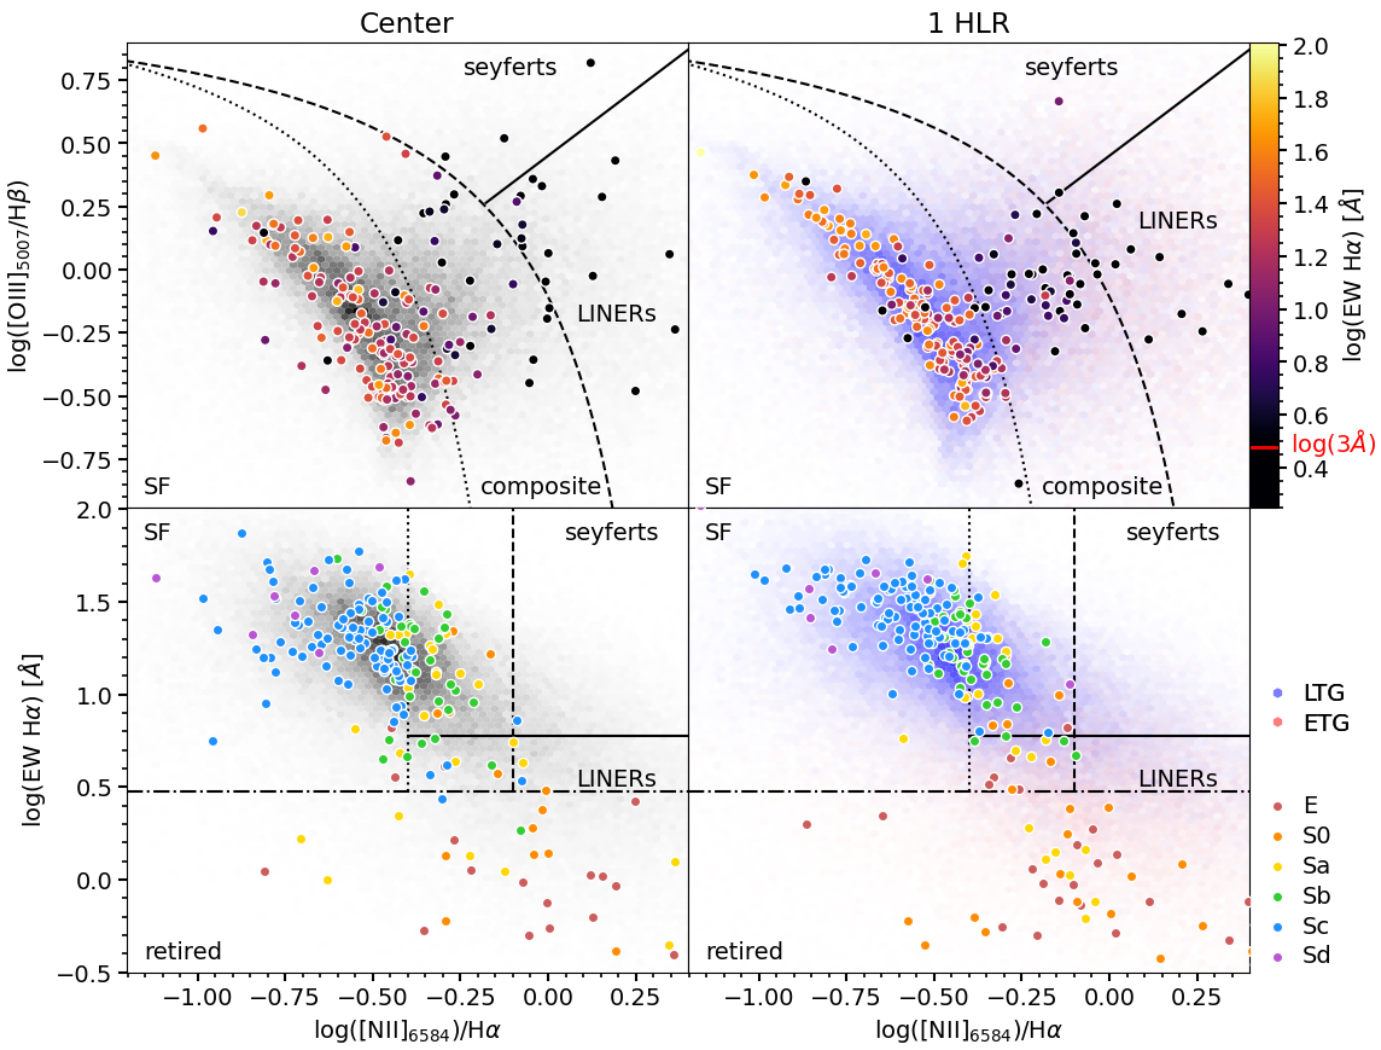 Center
1 HLR
seyferts
seyferts
LINERs
LINERs
SF
composite
SF
composite
log([OIII]₅₀₀₇/Hβ)
0.75
0.50
0.25
0.00
−0.25
−0.50
−0.75
2.0
1.8
1.6
1.4
1.2
1.0
0.8
0.6
log(3Å)
0.4
log(EW Hα) [Å]
SF
seyferts
SF
seyferts
LINERs
LINERs
retired
retired
log(EW Hα) [Å]
2.0
1.5
1.0
0.5
0.0
−0.5
LTG
ETG
E
S0
Sa
Sb
Sc
Sd
−1.00 −0.75 −0.50 −0.25 0.00 0.25
−1.00 −0.75 −0.50 −0.25 0.00 0.25
log([NII]₆₅₈₄)/Hα
log([NII]₆₅₈₄)/Hα